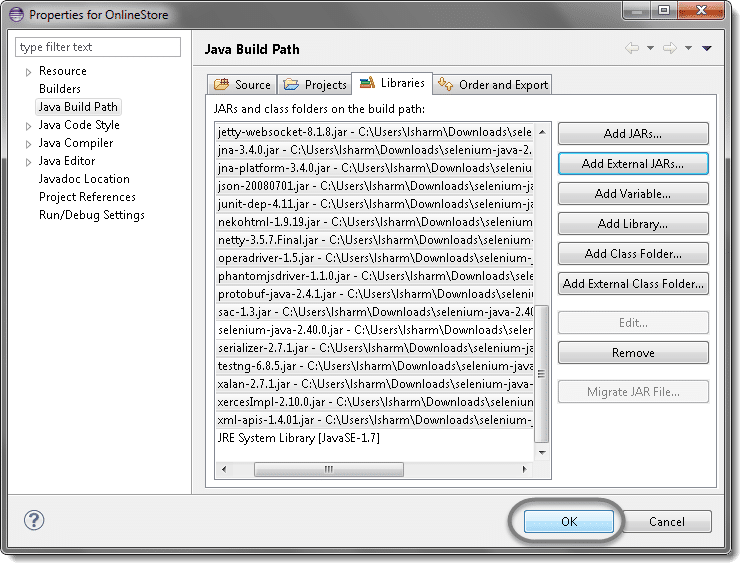 Properties for OnlineStore
type filter text
Resource
Builders
Java Build Path
Java Code Style
Java Compiler
Java Editor
Javadoc Location
Project References
Run/Debug Settings
Java Build Path
Source
Projects
Libraries
Order and Export
JARs and class folders on the build path:
jetty-websocket-8.1.8.jar - C:\Users\lsharm\Downloads\sele
jna-3.4.0.jar - C:\Users\lsharm\Downloads\selenium-java-2.
jna-platform-3.4.0.jar - C:\Users\lsharm\Downloads\seleniu
json-20080701.jar - C:\Users\lsharm\Downloads\selenium-ja
junit-dep-4.11.jar - C:\Users\lsharm\Downloads\selenium-ja
nekohtml-1.9.19.jar - C:\Users\lsharm\Downloads\selenium
netty-3.5.7.Final.jar - C:\Users\lsharm\Downloads\selenium
operadriver-1.5.jar - C:\Users\lsharm\Downloads\selenium-j
phantomjsdriver-1.1.0.jar - C:\Users\lsharm\Downloads\sele
protobuf-java-2.4.1.jar - C:\Users\lsharm\Downloads\seleni
sac-1.3.jar - C:\Users\lsharm\Downloads\selenium-java-2.40
selenium-java-2.40.0.jar - C:\Users\lsharm\Downloads\selen
serializer-2.7.1.jar - C:\Users\lsharm\Downloads\selenium-j
testng-6.8.5.jar - C:\Users\lsharm\Downloads\selenium-java
xalan-2.7.1.jar - C:\Users\lsharm\Downloads\selenium-java-
xercesImpl-2.10.0.jar - C:\Users\lsharm\Downloads\seleniur
xml-apis-1.4.01.jar - C:\Users\lsharm\Downloads\selenium-j
JRE System Library [JavaSE-1.7]
Add JARs...
Add External JARs...
Add Variable...
Add Library...
Add Class Folder...
Add External Class Folder...
Edit...
Remove
Migrate JAR File...
?
OK
Cancel